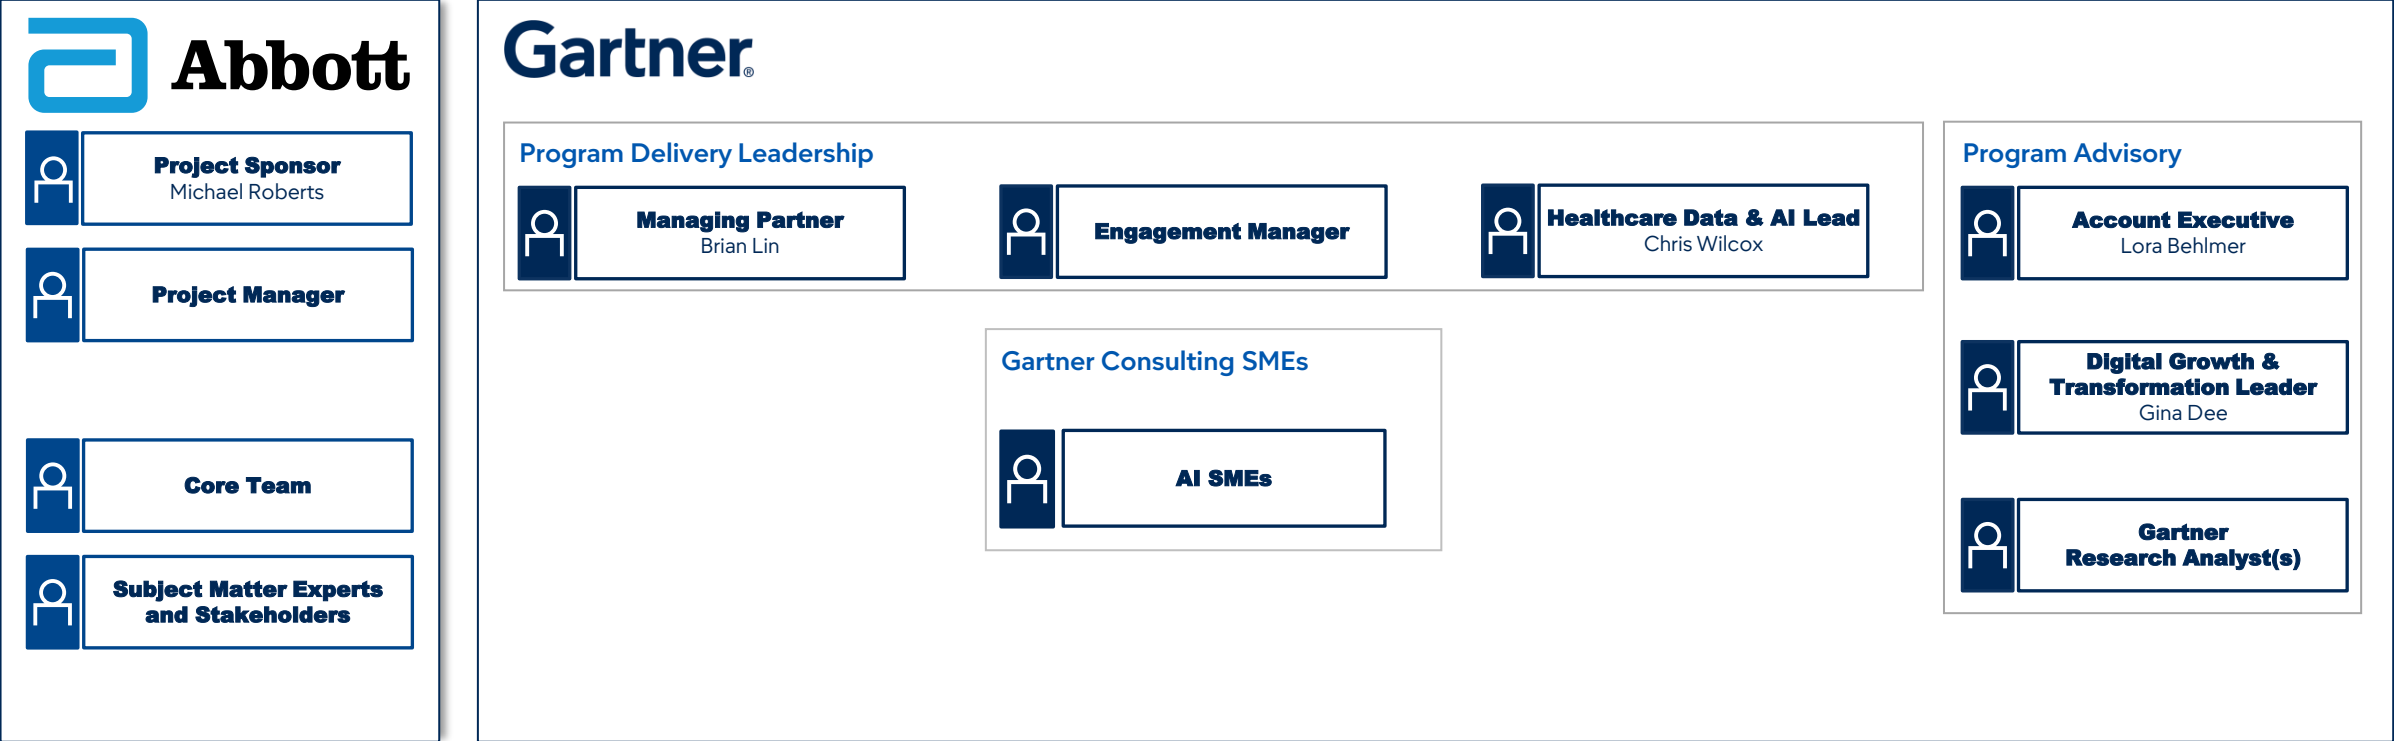 Abbott
Project Sponsor
Michael Roberts
Project Manager
Core Team
Subject Matter Experts
and Stakeholders
Gartner®
Program Delivery Leadership
Managing Partner
Brian Lin
Engagement Manager
Healthcare Data & AI Lead
Chris Wilcox
Gartner Consulting SMEs
AI SMEs
Program Advisory
Account Executive
Lora Behlmer
Digital Growth &
Transformation Leader
Gina Dee
Gartner
Research Analyst(s)